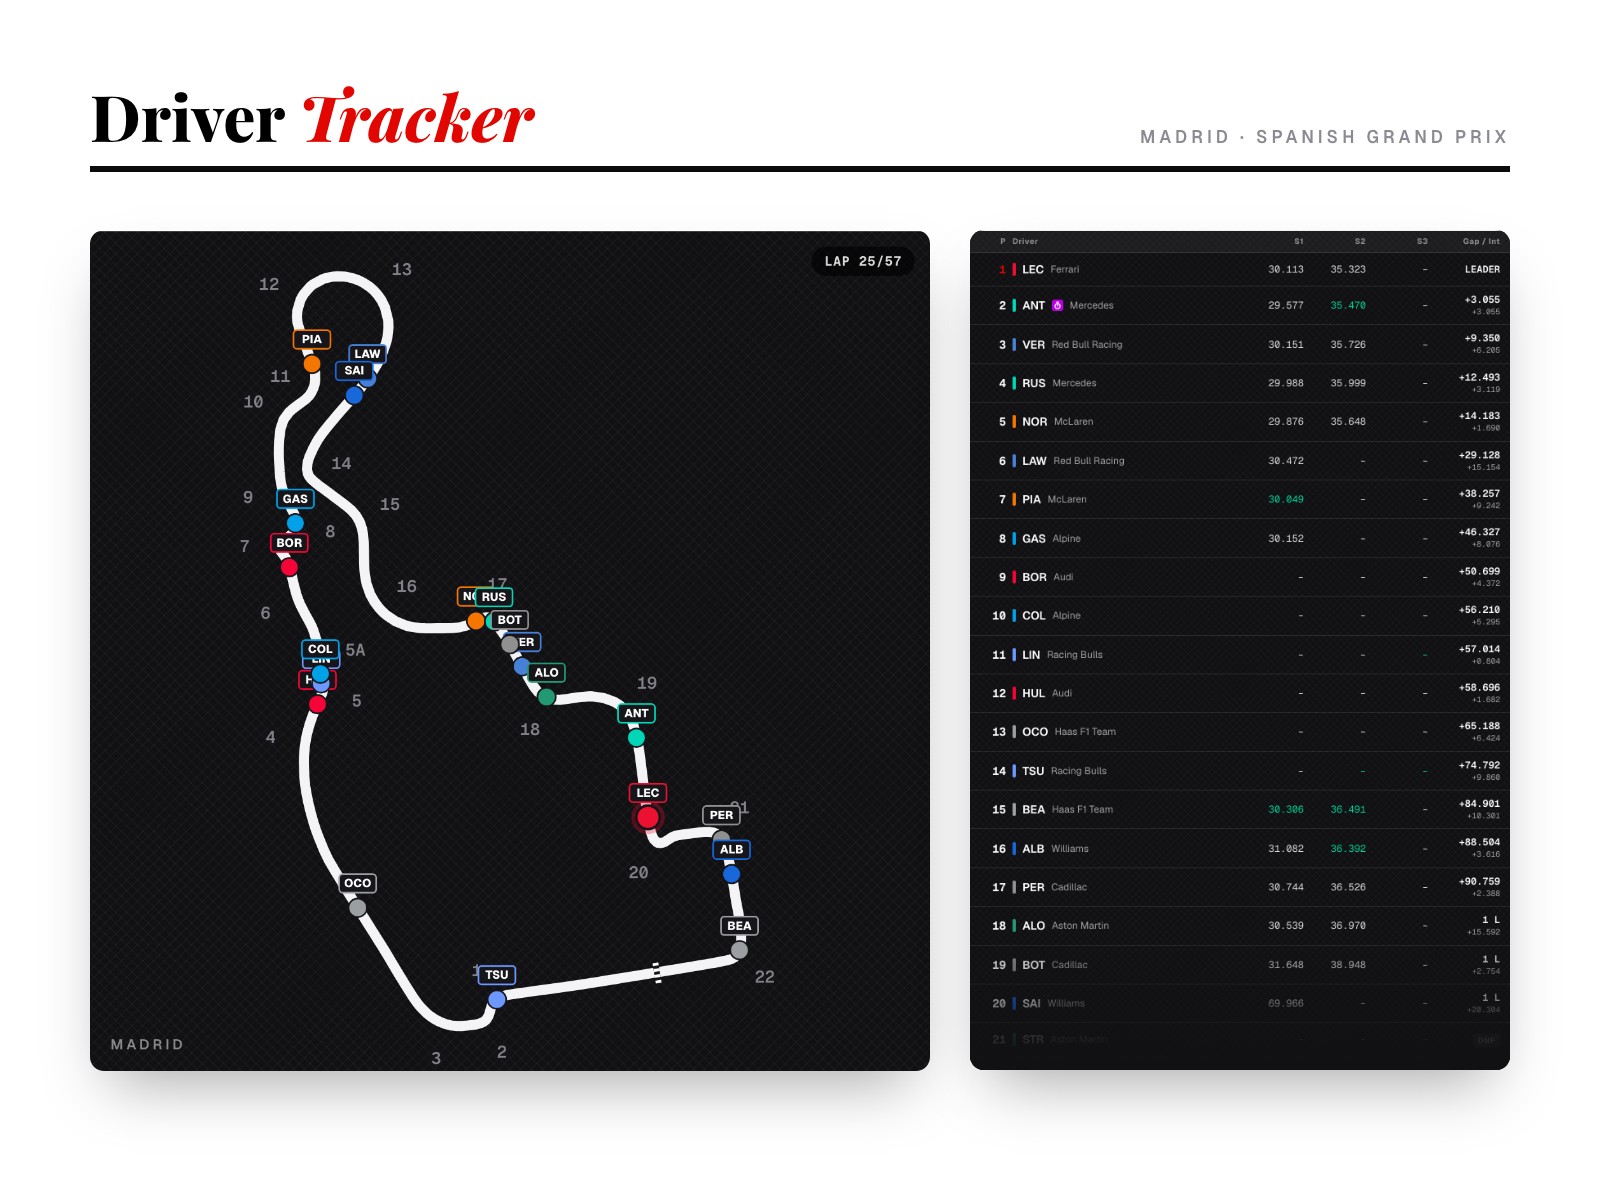 Driver Tracker
MADRID · SPANISH GRAND PRIX
LAP 25/57
13
12
PIA
LAW
SAI
11
10
14
9
GAS
15
8
7
BOR
16
17
RUS
6
BOT
COL
5A
ER
ALO
19
5
ANT
18
4
LEC
PER
ALB
20
OCO
BEA
TSU
22
MADRID
3
2
P Driver S1 S2 S3 Gap / Int
1 LEC Ferrari 30.113 35.323 – LEADER
2 ANT Mercedes 29.577 35.470 – +3.055
+3.055
3 VER Red Bull Racing 30.151 35.726 – +9.350
+6.205
4 RUS Mercedes 29.988 35.999 – +12.493
+3.119
5 NOR McLaren 29.876 35.648 – +14.183
+1.690
6 LAW Red Bull Racing 30.472 – – +29.128
+15.154
7 PIA McLaren 30.049 – – +38.257
+9.242
8 GAS Alpine 30.152 – – +46.327
+8.076
9 BOR Audi – – – +50.699
+4.372
10 COL Alpine – – – +56.210
+5.295
11 LIN Racing Bulls – – – +57.014
+0.804
12 HUL Audi – – – +58.696
+1.682
13 OCO Haas F1 Team – – – +65.188
+6.424
14 TSU Racing Bulls – – – +74.792
+9.860
15 BEA Haas F1 Team 30.306 36.491 – +84.901
+10.301
16 ALB Williams 31.082 36.392 – +88.504
+3.616
17 PER Cadillac 30.744 36.526 – +90.759
+2.388
18 ALO Aston Martin 30.539 36.970 – 1 L
+15.592
19 BOT Cadillac 31.648 38.948 – 1 L
+2.754
20 SAI Williams 69.966 – – 1 L
+20.304
21 STR Aston Martin – – – DNF